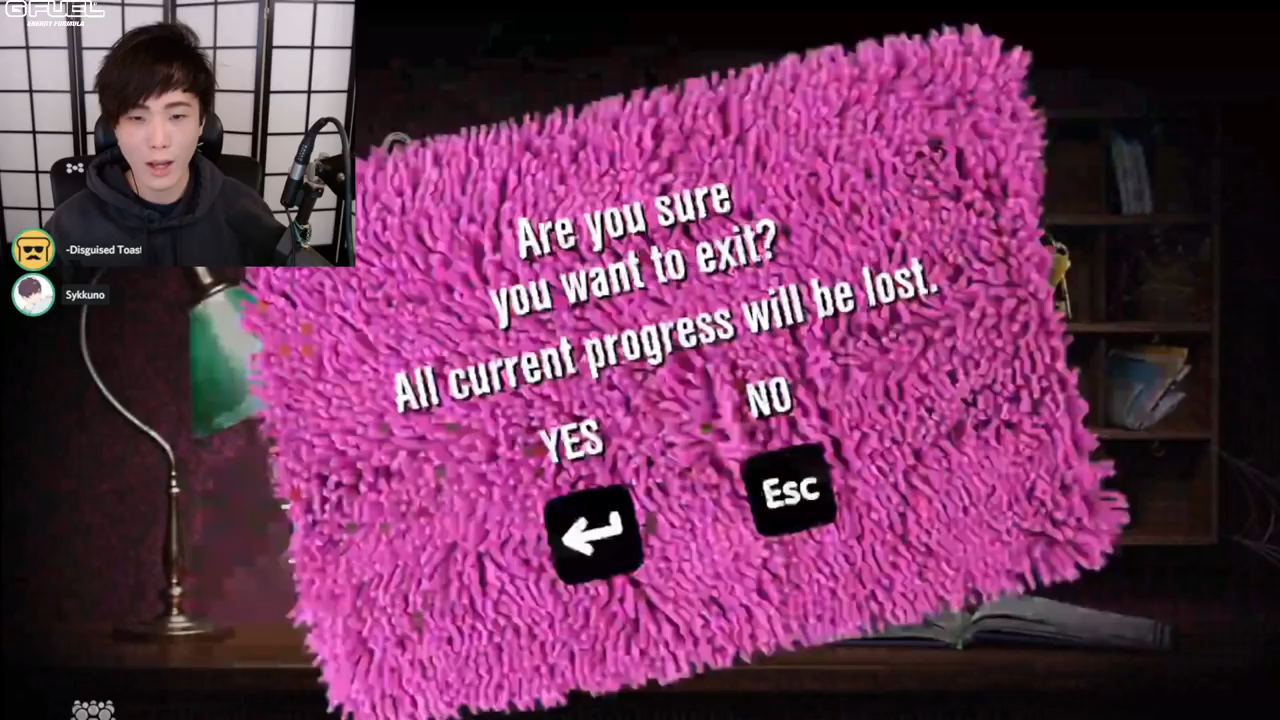 GFUEL
ENERGY FORMULA
-Disguised Toast
Sykkuno
Are you sure
you want to exit?
All current progress will be lost.
YES
NO
Esc